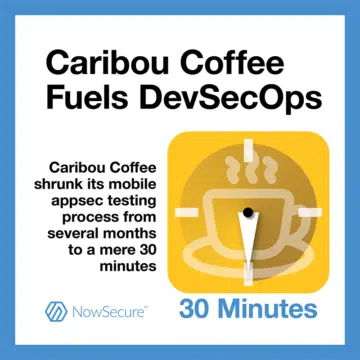 Caribou Coffee
Fuels DevSecOps
Caribou Coffee
shrunk its mobile
appsec testing
process from
several months
to a mere 30
minutes
NowSecure™
30 Minutes